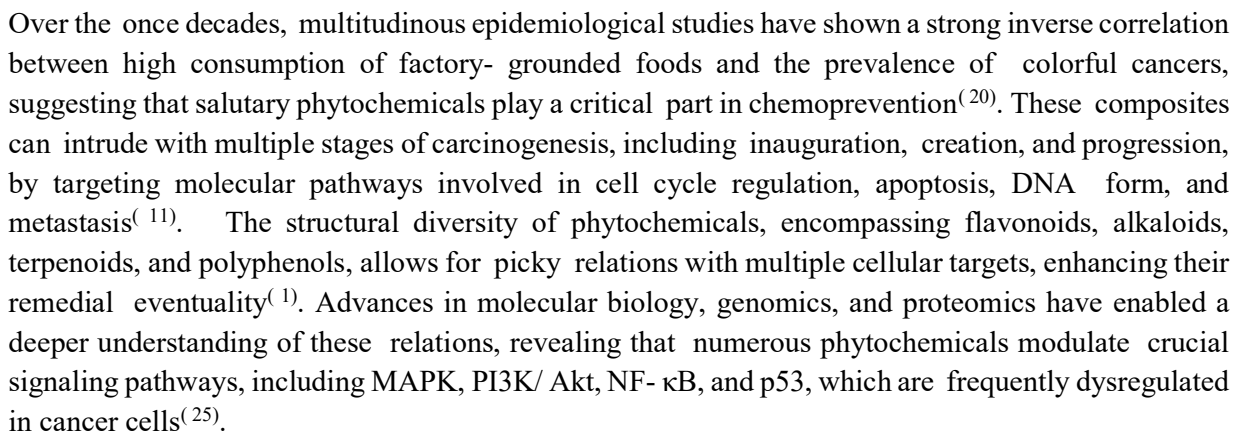 Over the once decades, multitudinous epidemiological studies have shown a strong inverse correlation
between high consumption of factory- grounded foods and the prevalence of colorful cancers,
suggesting that salutary phytochemicals play a critical part in chemoprevention( 20). These composites
can intrude with multiple stages of carcinogenesis, including inauguration, creation, and progression,
by targeting molecular pathways involved in cell cycle regulation, apoptosis, DNA form, and
metastasis( 11). The structural diversity of phytochemicals, encompassing flavonoids, alkaloids,
terpenoids, and polyphenols, allows for picky relations with multiple cellular targets, enhancing their
remedial eventuality( 1). Advances in molecular biology, genomics, and proteomics have enabled a
deeper understanding of these relations, revealing that numerous phytochemicals modulate crucial
signaling pathways, including MAPK, PI3K/ Akt, NF- κB, and p53, which are frequently dysregulated
in cancer cells( 25).